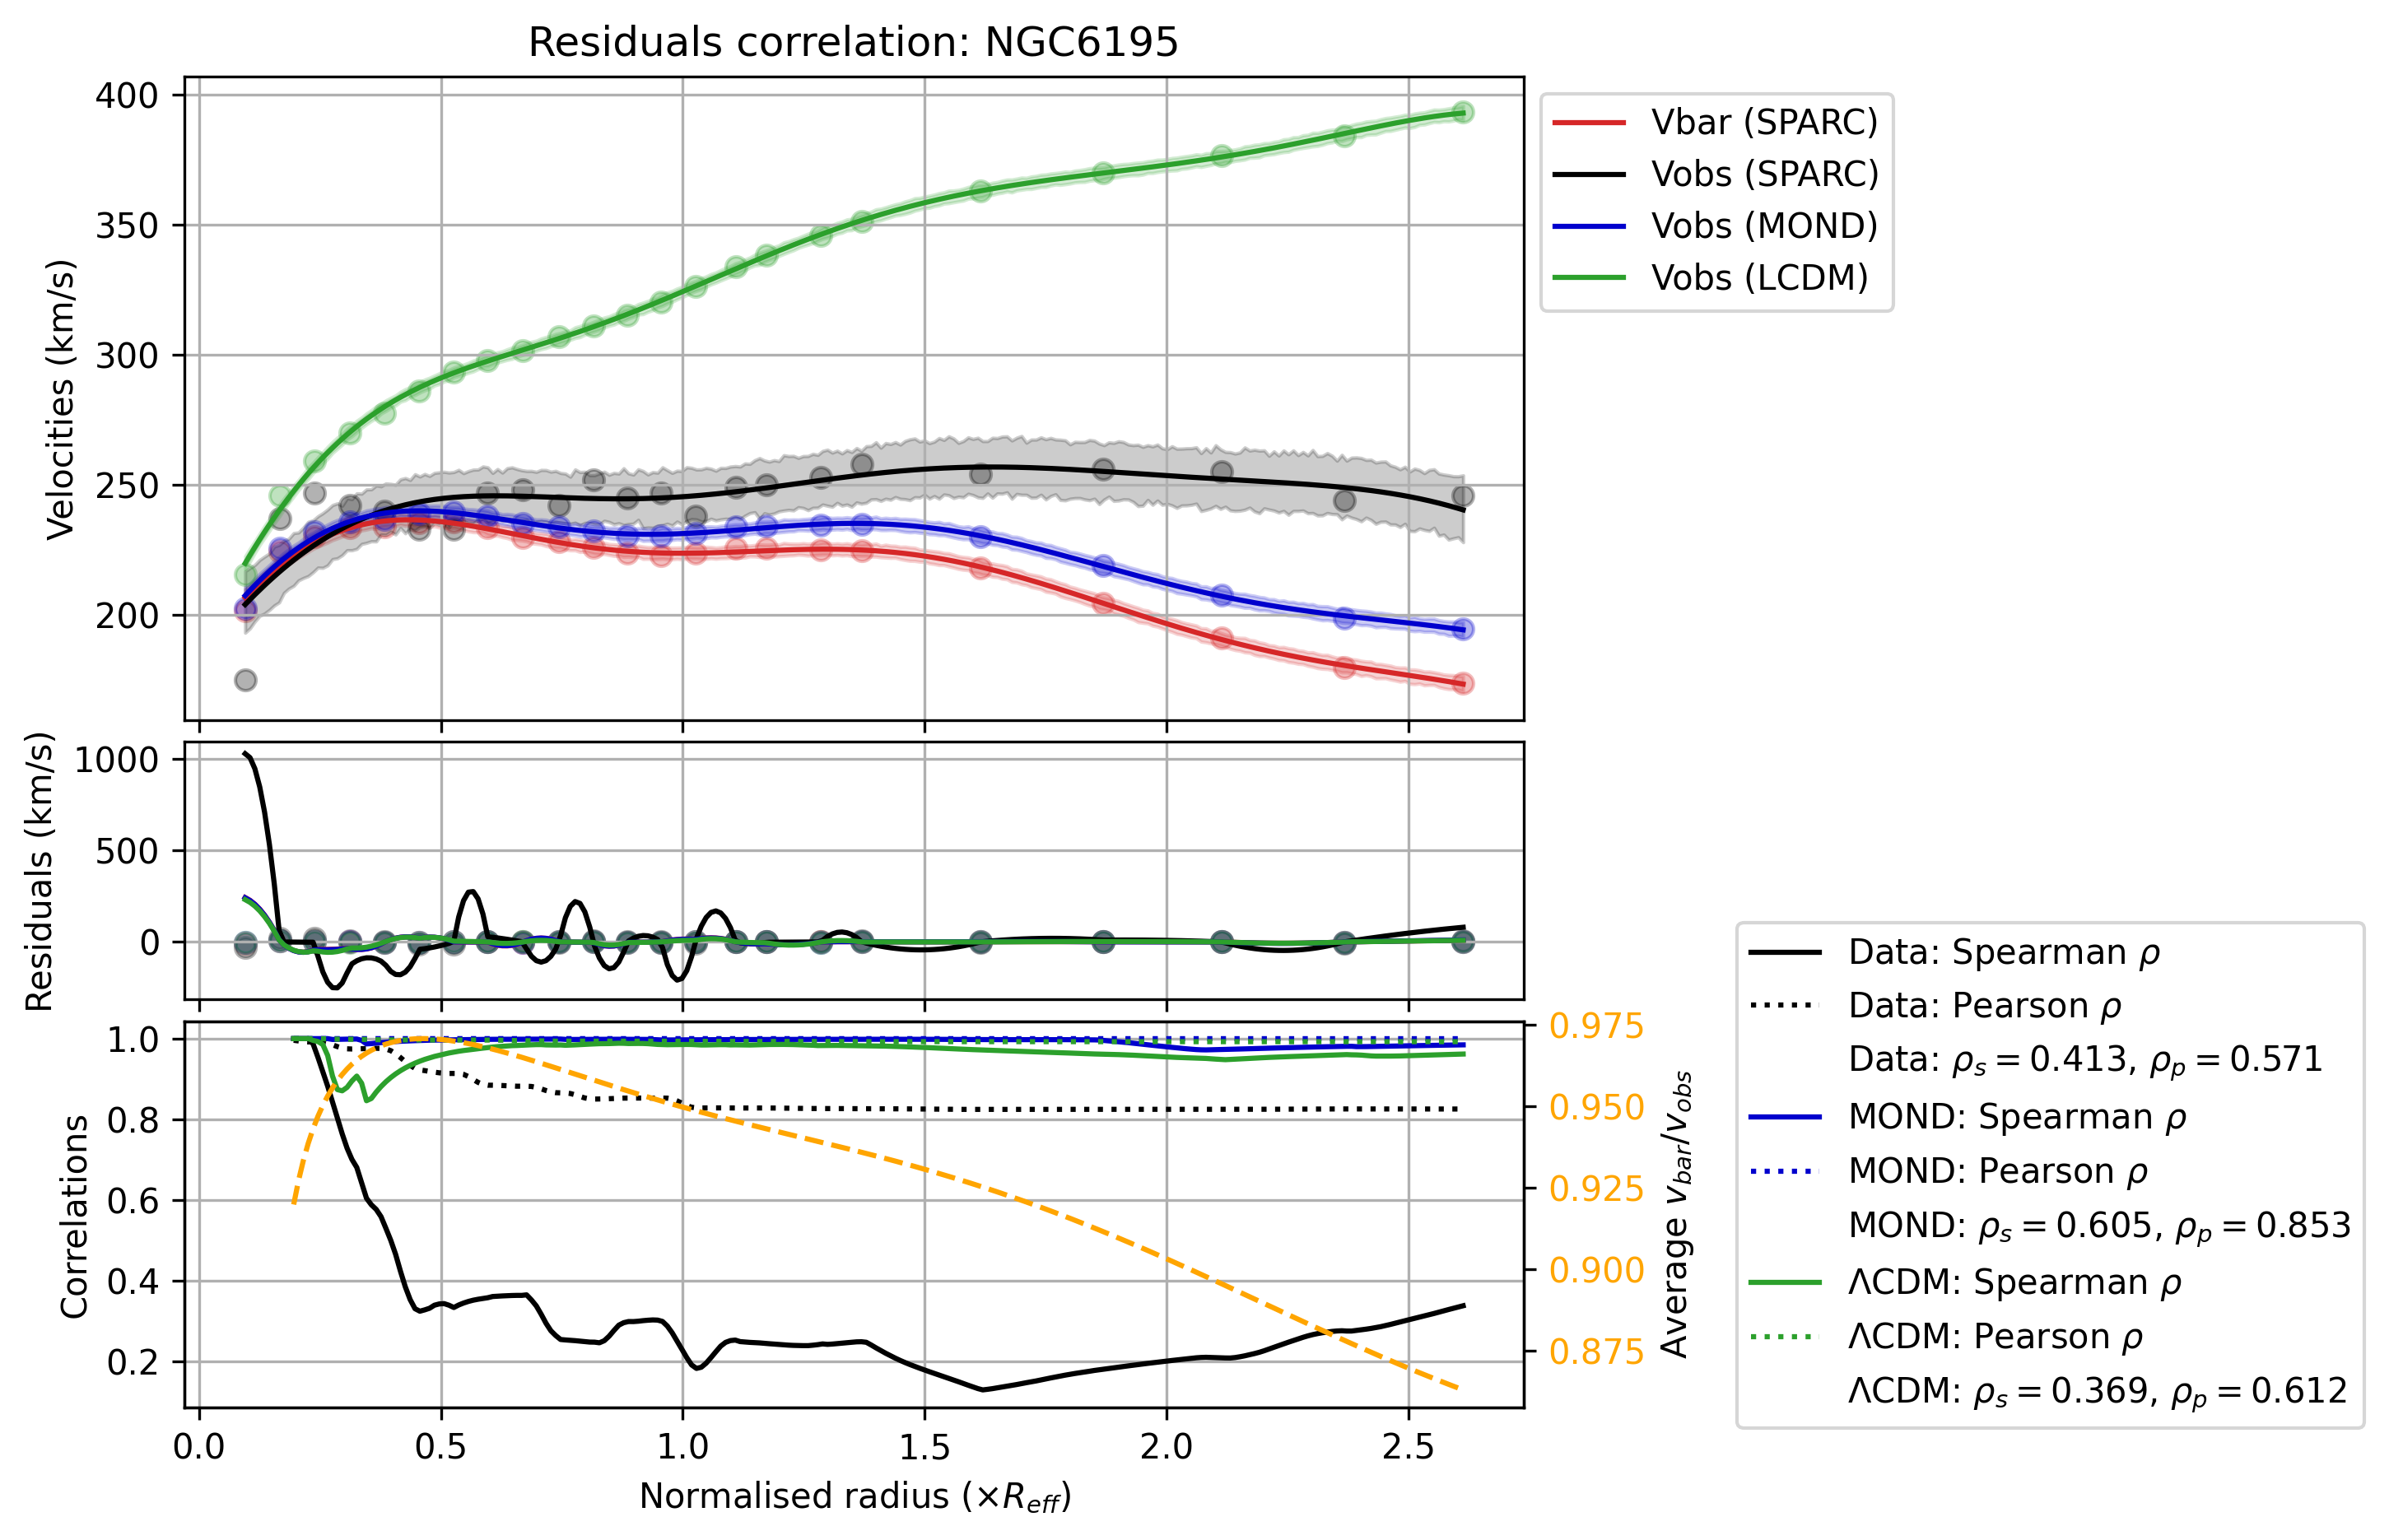 Residuals correlation: NGC6195
400
350
300
250
200
Velocities (km/s)
Vbar (SPARC)
Vobs (SPARC)
Vobs (MOND)
Vobs (LCDM)
1000
500
0
Residuals (km/s)
1.0
0.8
0.6
0.4
0.2
Correlations
0.975
0.950
0.925
0.900
0.875
Average v_bar/v_obs
0.0 0.5 1.0 1.5 2.0 2.5
Normalised radius (×R_eff)
Data: Spearman ρ
Data: Pearson ρ
Data: ρ_s = 0.413, ρ_p = 0.571
MOND: Spearman ρ
MOND: Pearson ρ
MOND: ρ_s = 0.605, ρ_p = 0.853
ΛCDM: Spearman ρ
ΛCDM: Pearson ρ
ΛCDM: ρ_s = 0.369, ρ_p = 0.612